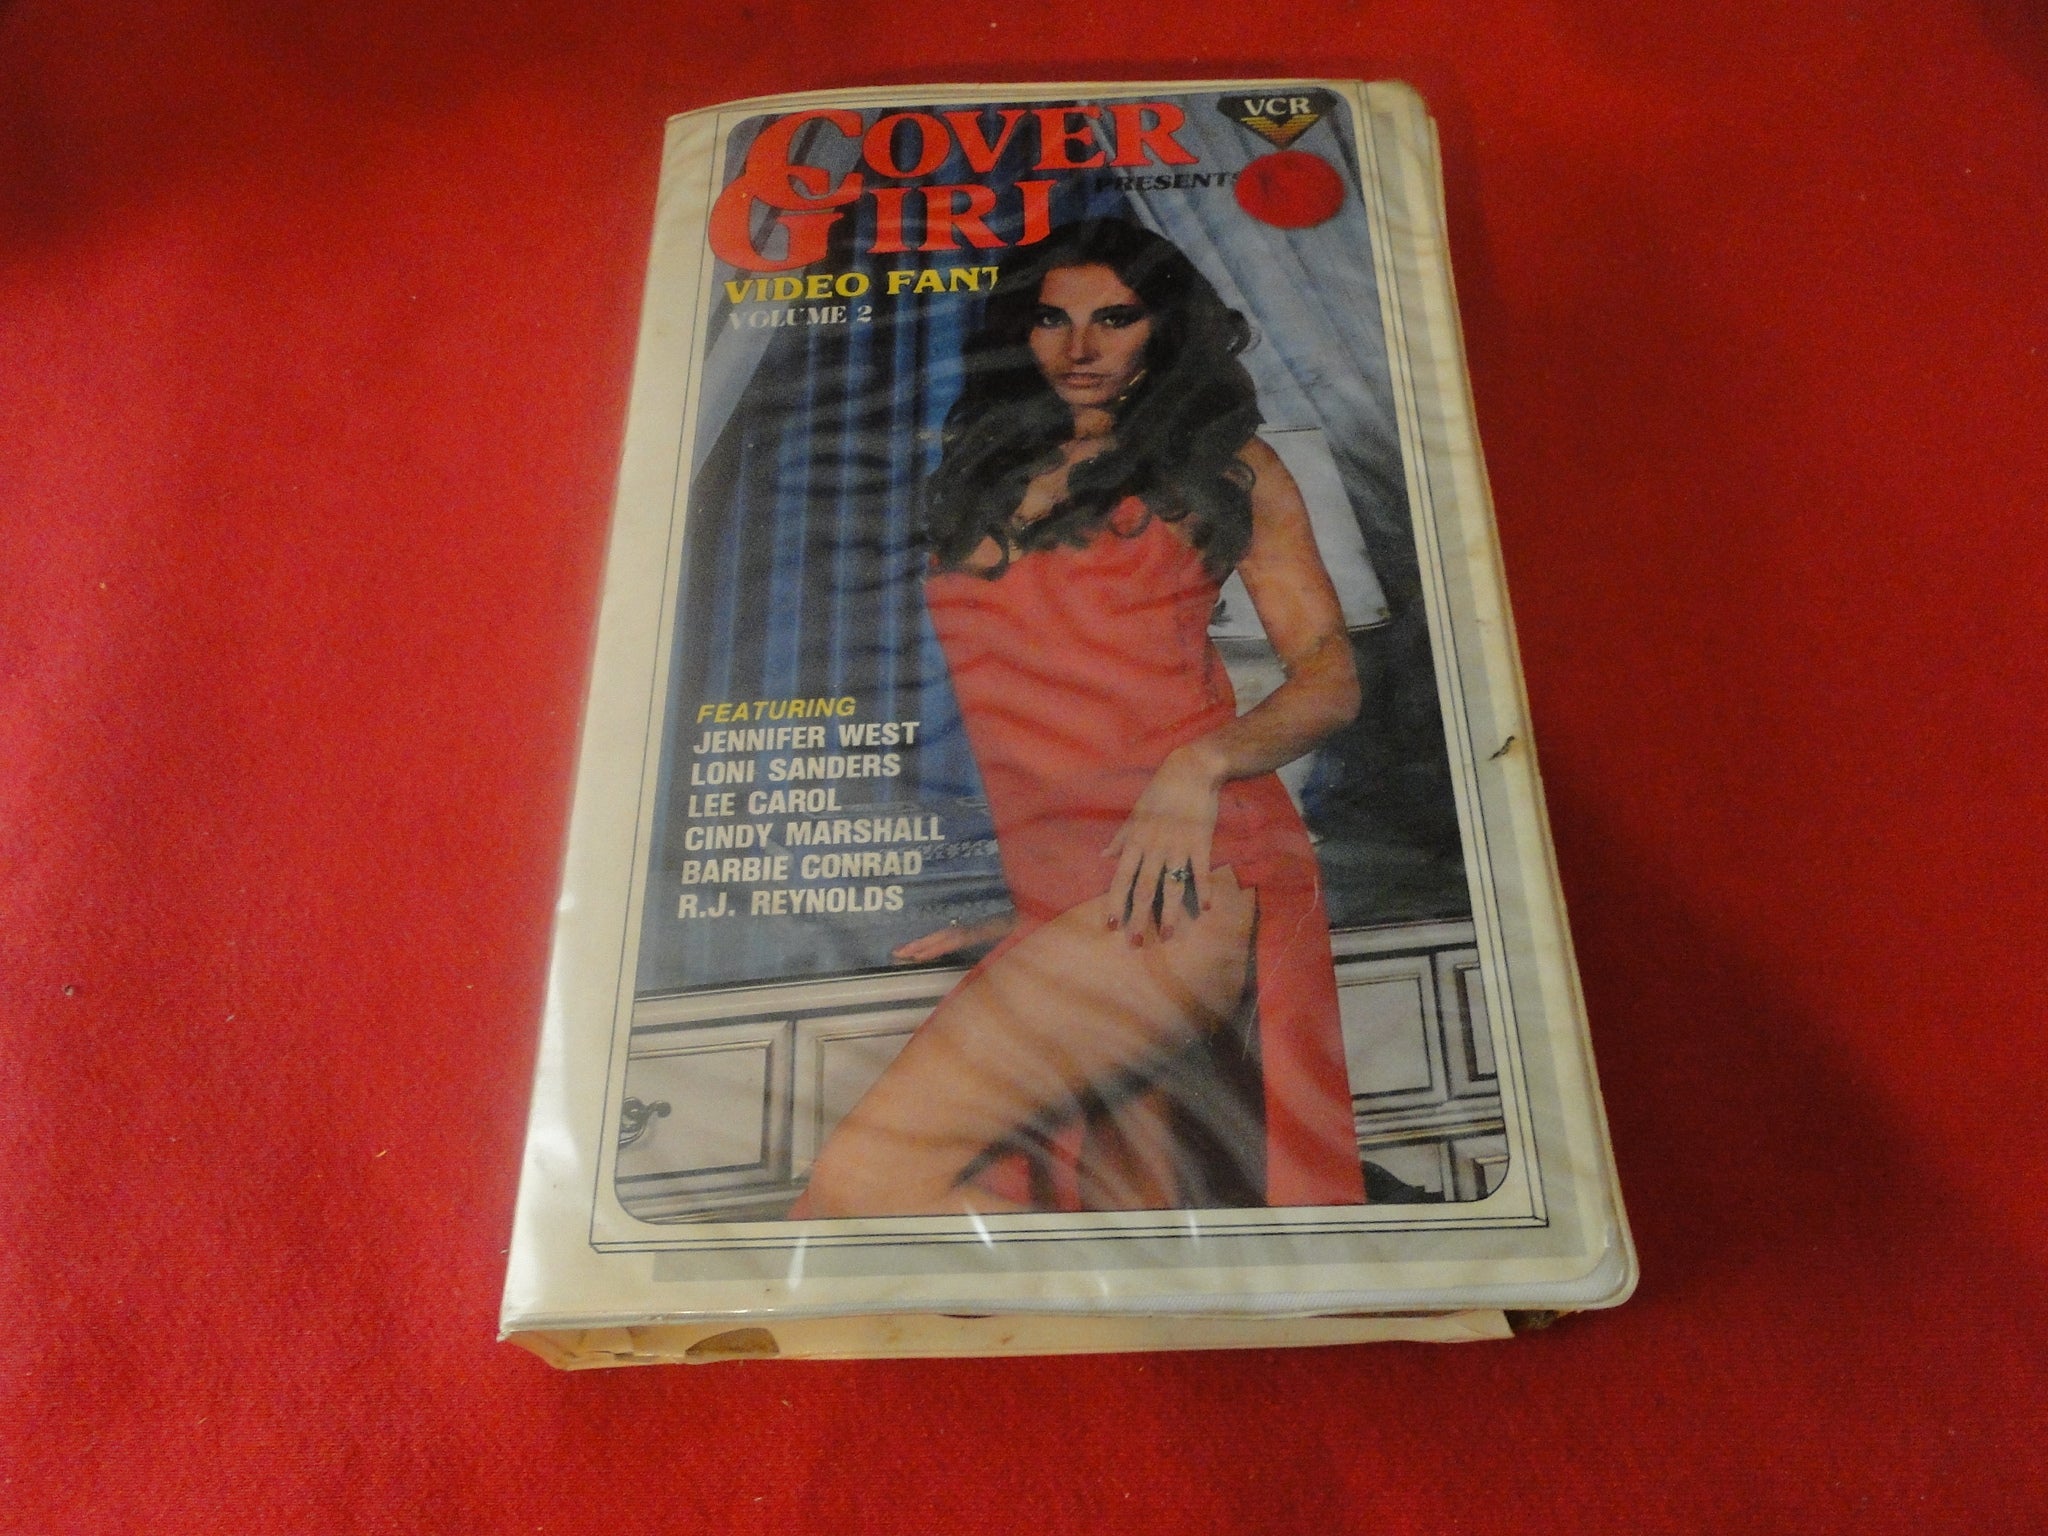 COVER
GIRL
PRESENTS
VCR
VIDEO FANT
VOLUME 2
FEATURING
JENNIFER WEST
LONI SANDERS
LEE CAROL
CINDY MARSHALL
BARBIE CONRAD
R.J. REYNOLDS